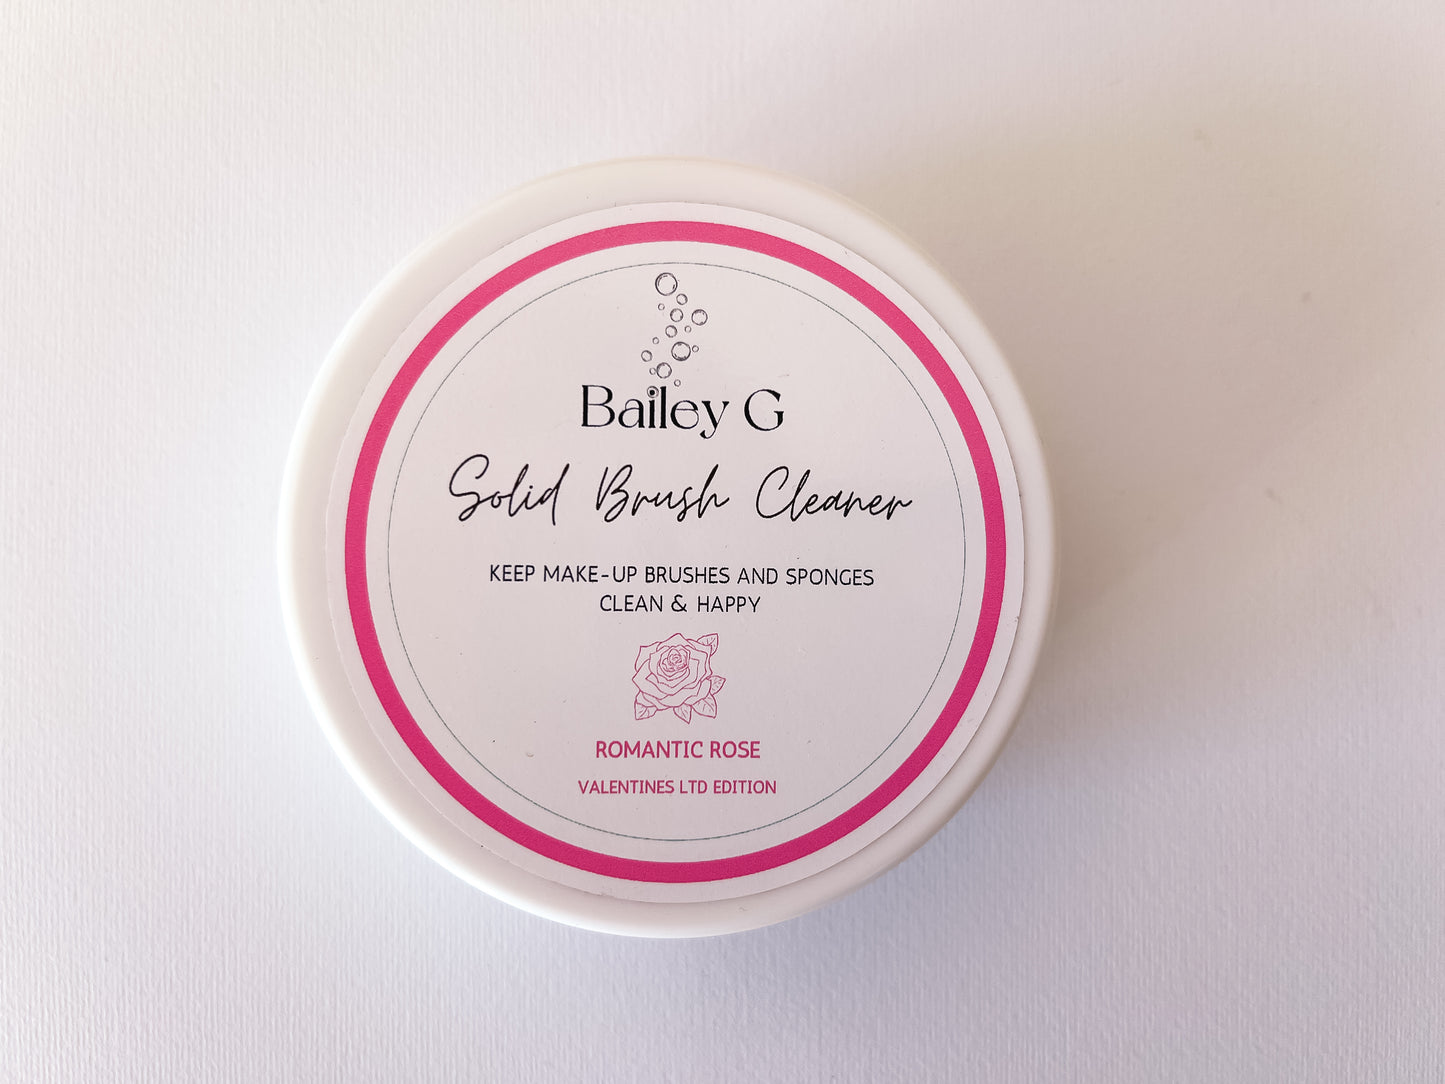 Bailey G
Solid Brush Cleaner
KEEP MAKE-UP BRUSHES AND SPONGES
CLEAN & HAPPY
ROMANTIC ROSE
VALENTINES LTD EDITION